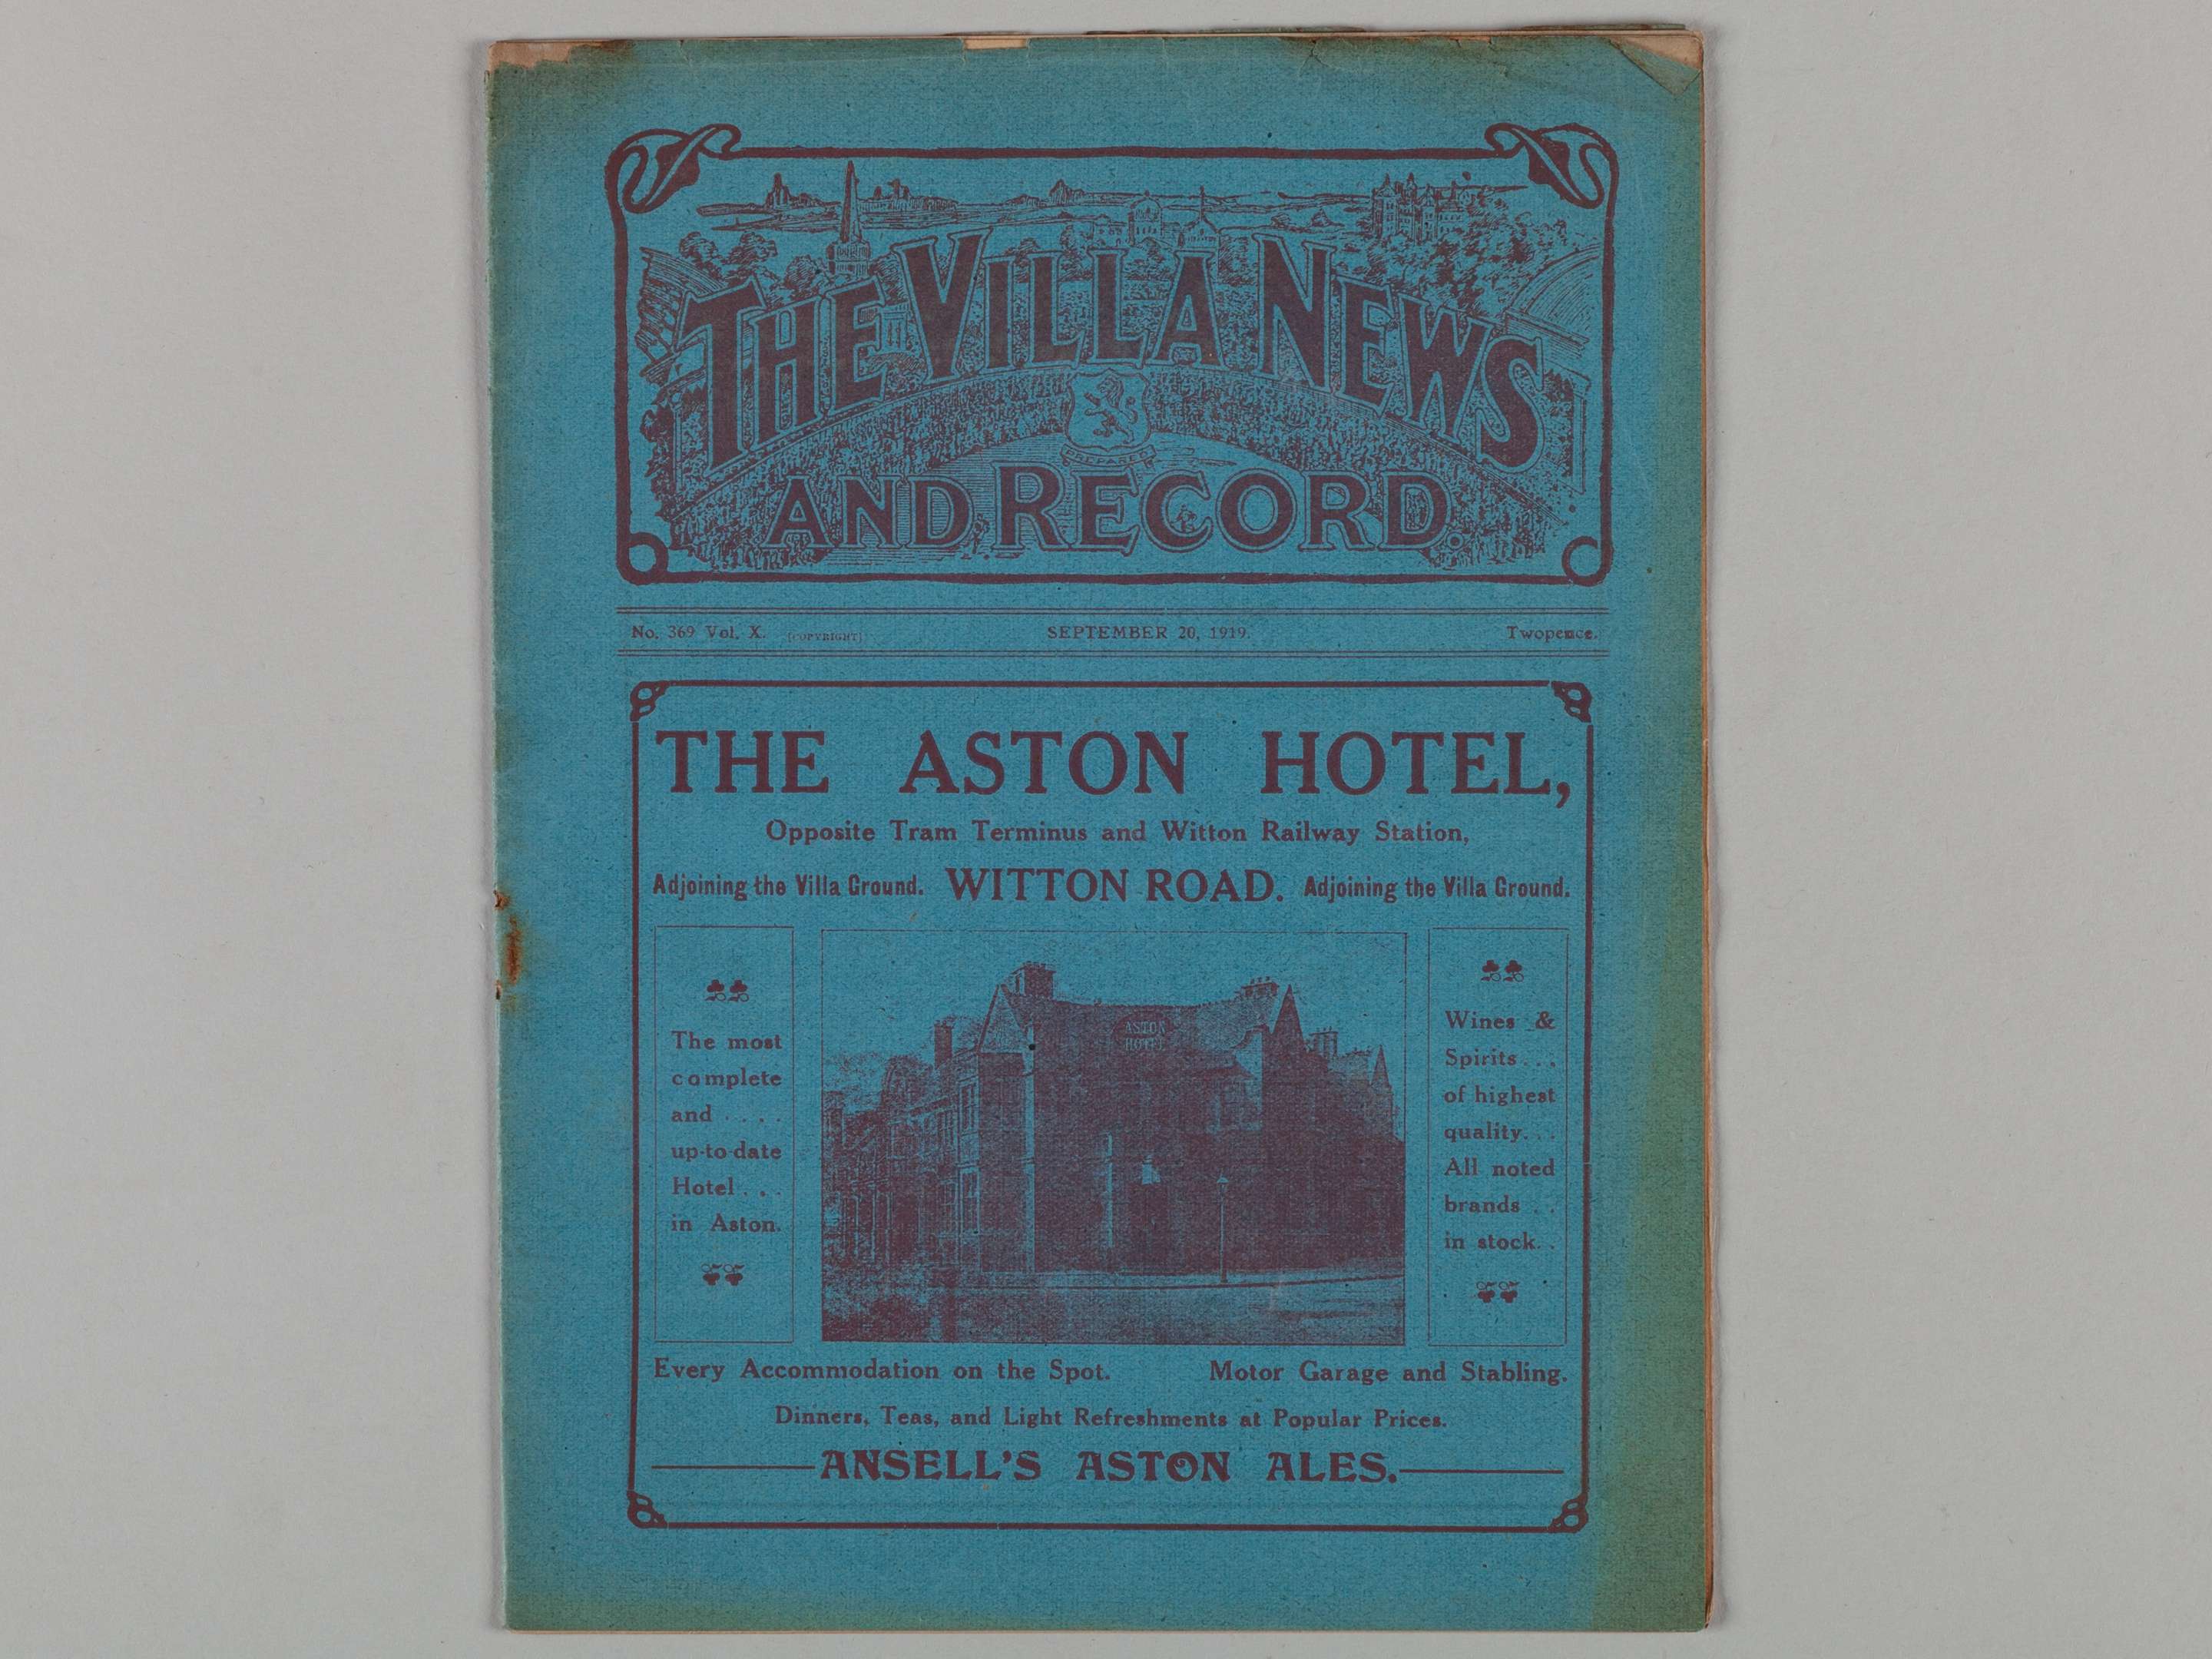 THE VILLA NEWS
AND RECORD.
PREPARED
No. 369 Vol. X. [COPYRIGHT] SEPTEMBER 20, 1919. Twopence.
THE ASTON HOTEL,
Opposite Tram Terminus and Witton Railway Station,
Adjoining the Villa Ground. WITTON ROAD. Adjoining the Villa Ground.
The most
complete
and ....
up-to-date
Hotel ...
in Aston.
ASTON
HOTEL
Wines &
Spirits ...
of highest
quality...
All noted
brands ..
in stock..
Every Accommodation on the Spot. Motor Garage and Stabling.
Dinners, Teas, and Light Refreshments at Popular Prices.
ANSELL'S ASTON ALES.